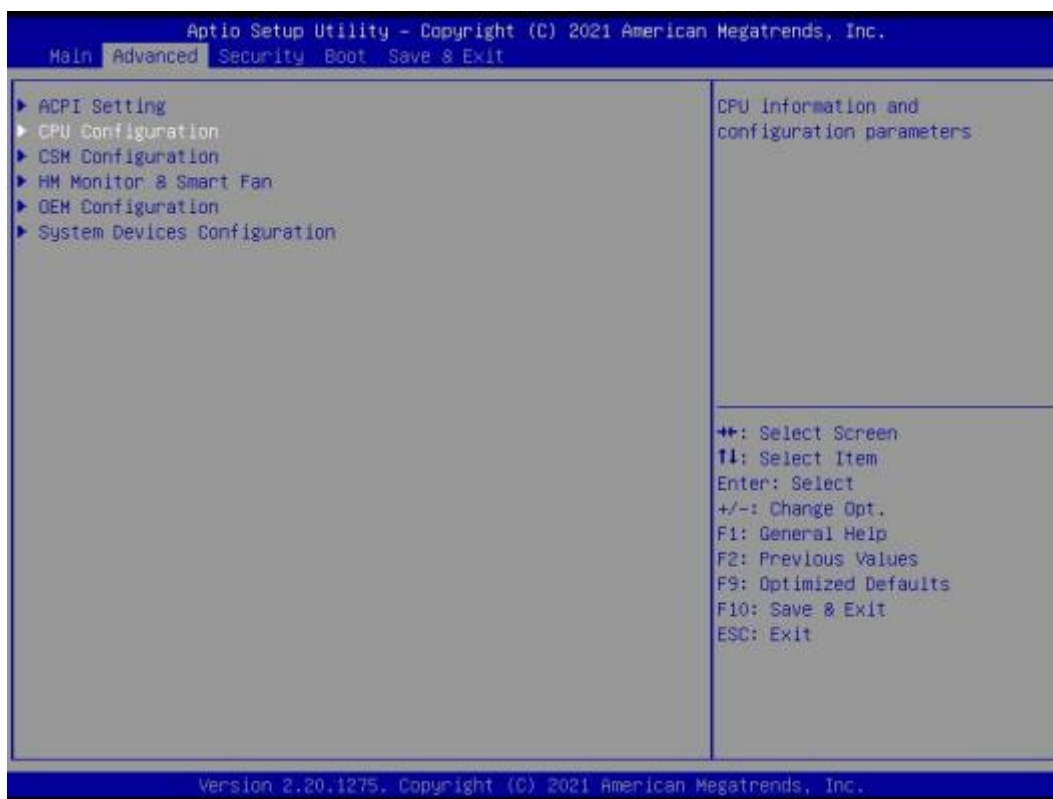 Aptio Setup Utility – Copyright (C) 2021 American Megatrends, Inc.
Main Advanced Security Boot Save & Exit
ACPI Setting
CPU Configuration
CSM Configuration
HM Monitor & Smart Fan
OEM Configuration
System Devices Configuration
CPU information and
configuration parameters
→←: Select Screen
↑↓: Select Item
Enter: Select
+/-: Change Opt.
F1: General Help
F2: Previous Values
F9: Optimized Defaults
F10: Save & Exit
ESC: Exit
Version 2.20.1275. Copyright (C) 2021 American Megatrends, Inc.